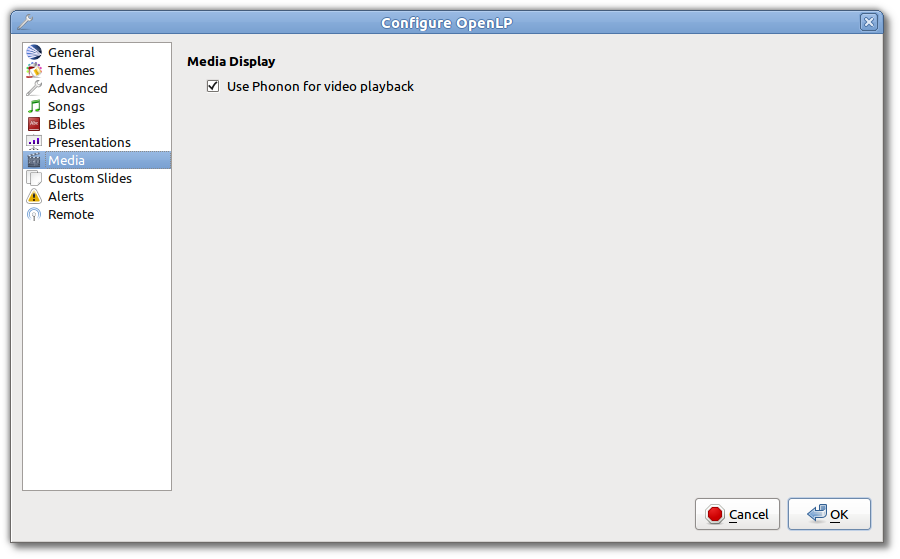 Configure OpenLP
General
Themes
Advanced
Songs
Bibles
Presentations
Media
Custom Slides
Alerts
Remote
Media Display
Use Phonon for video playback
Cancel
OK